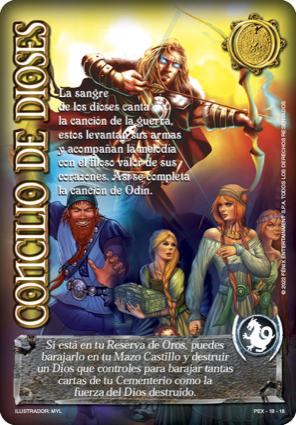 CONCILIO DE DIOSES
La sangre
de los dioses canta
la canción de la guerra,
estos levantan sus armas
y acompañan la melodía
con el filoso valor de sus
corazones. Así se completa
la canción de Odín.
Si está en tu Reserva de Oros, puedes
barajarlo en tu Mazo Castillo y destruir
un Dios que controles para barajar tantas
cartas de tu Cementerio como la
fuerza del Dios destruido.
© 2022 FÉNIX ENTERTAINMENT S.P.A. TODOS LOS DERECHOS RESERVADOS
ILUSTRADOR: MYL
PEX - 18 - 18